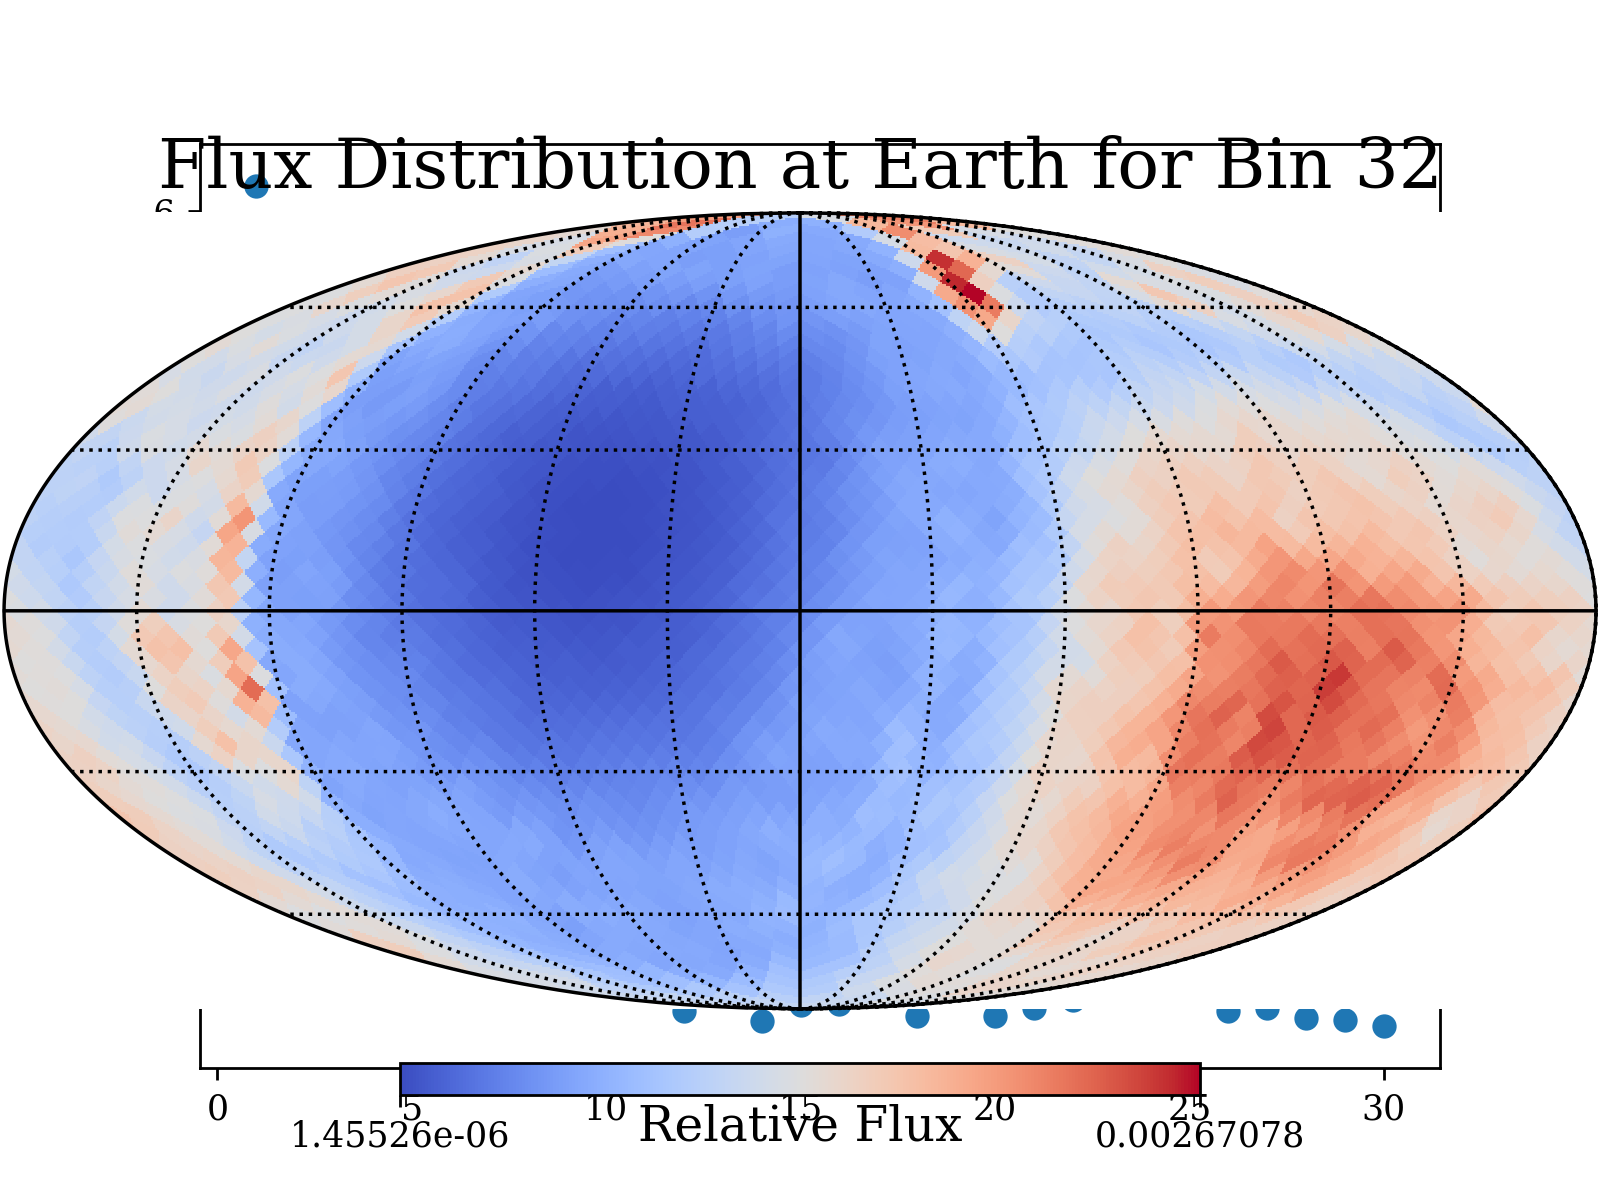 Flux Distribution at Earth for Bin 32
6
0 5 10 15 20 25 30
Relative Flux
1.45526e-06 0.00267078